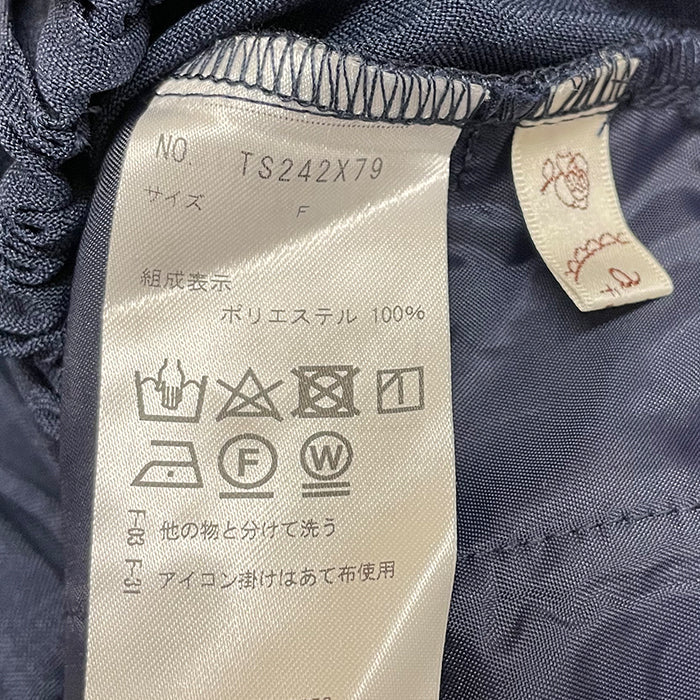 NO. TS242X79
サイズ F
組成表示
ポリエステル 100%
F W
F-03 他の物と分けて洗う
F-31 アイコン掛けはあて布使用